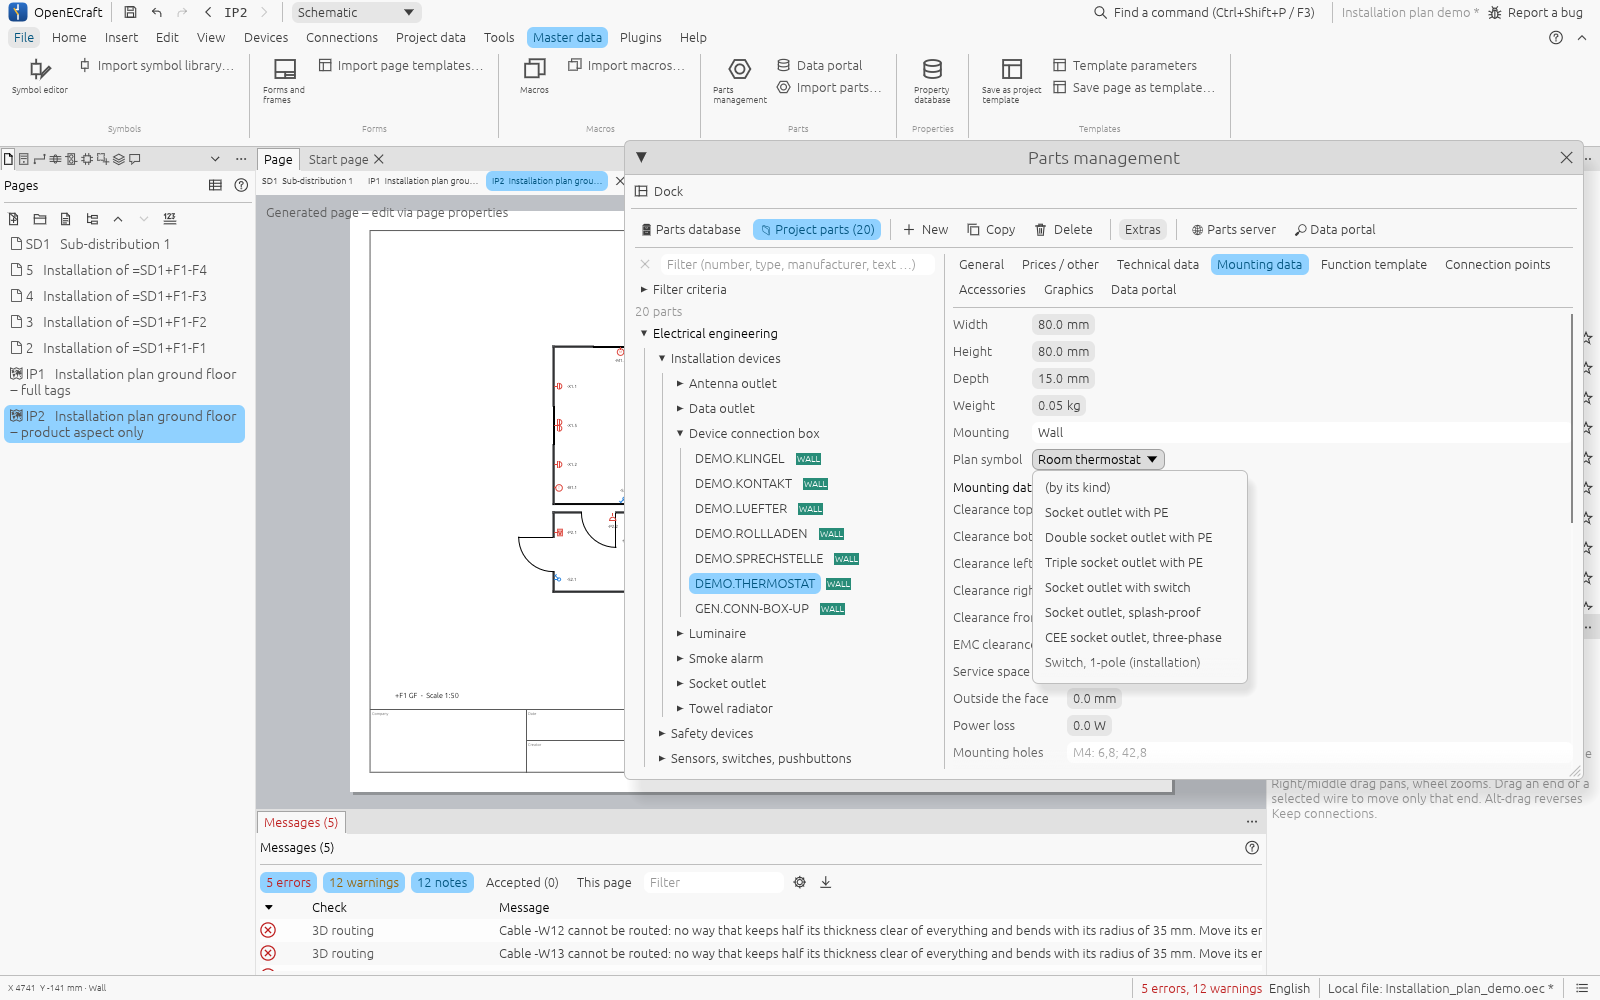 OpenECraft
IP2
Schematic
Find a command (Ctrl+Shift+P / F3)
Installation plan demo *
Report a bug
File
Home
Insert
Edit
View
Devices
Connections
Project data
Tools
Master data
Plugins
Help
Symbol editor
Import symbol library...
Symbols
Forms and frames
Import page templates...
Forms
Macros
Import macros...
Macros
Parts management
Data portal
Import parts...
Parts
Property database
Properties
Save as project template
Template parameters
Save page as template...
Templates
Pages
123
SD1 Sub-distribution 1
5 Installation of =SD1+F1-F4
4 Installation of =SD1+F1-F3
3 Installation of =SD1+F1-F2
2 Installation of =SD1+F1-F1
IP1 Installation plan ground floor
– full tags
IP2 Installation plan ground floor
– product aspect only
Page
Start page
SD1 Sub-distribution 1
IP1 Installation plan grou...
IP2 Installation plan grou...
Generated page – edit via page properties
+F1 GF - Scale 1:50
Parts management
Dock
Parts database
Project parts (20)
New
Copy
Delete
Extras
Parts server
Data portal
Filter (number, type, manufacturer, text ...)
Filter criteria
20 parts
Electrical engineering
Installation devices
Antenna outlet
Data outlet
Device connection box
DEMO.KLINGEL WALL
DEMO.KONTAKT WALL
DEMO.LUEFTER WALL
DEMO.ROLLLADEN WALL
DEMO.SPRECHSTELLE WALL
DEMO.THERMOSTAT WALL
GEN.CONN-BOX-UP WALL
Luminaire
Smoke alarm
Socket outlet
Towel radiator
Safety devices
Sensors, switches, pushbuttons
General
Prices / other
Technical data
Mounting data
Function template
Connection points
Accessories
Graphics
Data portal
Width 80.0 mm
Height 80.0 mm
Depth 15.0 mm
Weight 0.05 kg
Mounting Wall
Plan symbol Room thermostat
Mounting dat
Clearance top
Clearance bot
Clearance left
Clearance righ
Clearance fro
EMC clearance
Service space
(by its kind)
Socket outlet with PE
Double socket outlet with PE
Triple socket outlet with PE
Socket outlet with switch
Socket outlet, splash-proof
CEE socket outlet, three-phase
Switch, 1-pole (installation)
Outside the face 0.0 mm
Power loss 0.0 W
Mounting holes M4: 6,8; 42,8
Right/middle drag pans, wheel zooms. Drag an end of a
selected wire to move only that end. Alt-drag reverses
Keep connections.
Messages (5)
Messages (5)
5 errors
12 warnings
12 notes
Accepted (0)
This page
Filter
Check
Message
3D routing Cable -W12 cannot be routed: no way that keeps half its thickness clear of everything and bends with its radius of 35 mm. Move its er
3D routing Cable -W13 cannot be routed: no way that keeps half its thickness clear of everything and bends with its radius of 35 mm. Move its er
X 4741 Y -141 mm · Wall
5 errors, 12 warnings
English
Local file: Installation_plan_demo.oec *